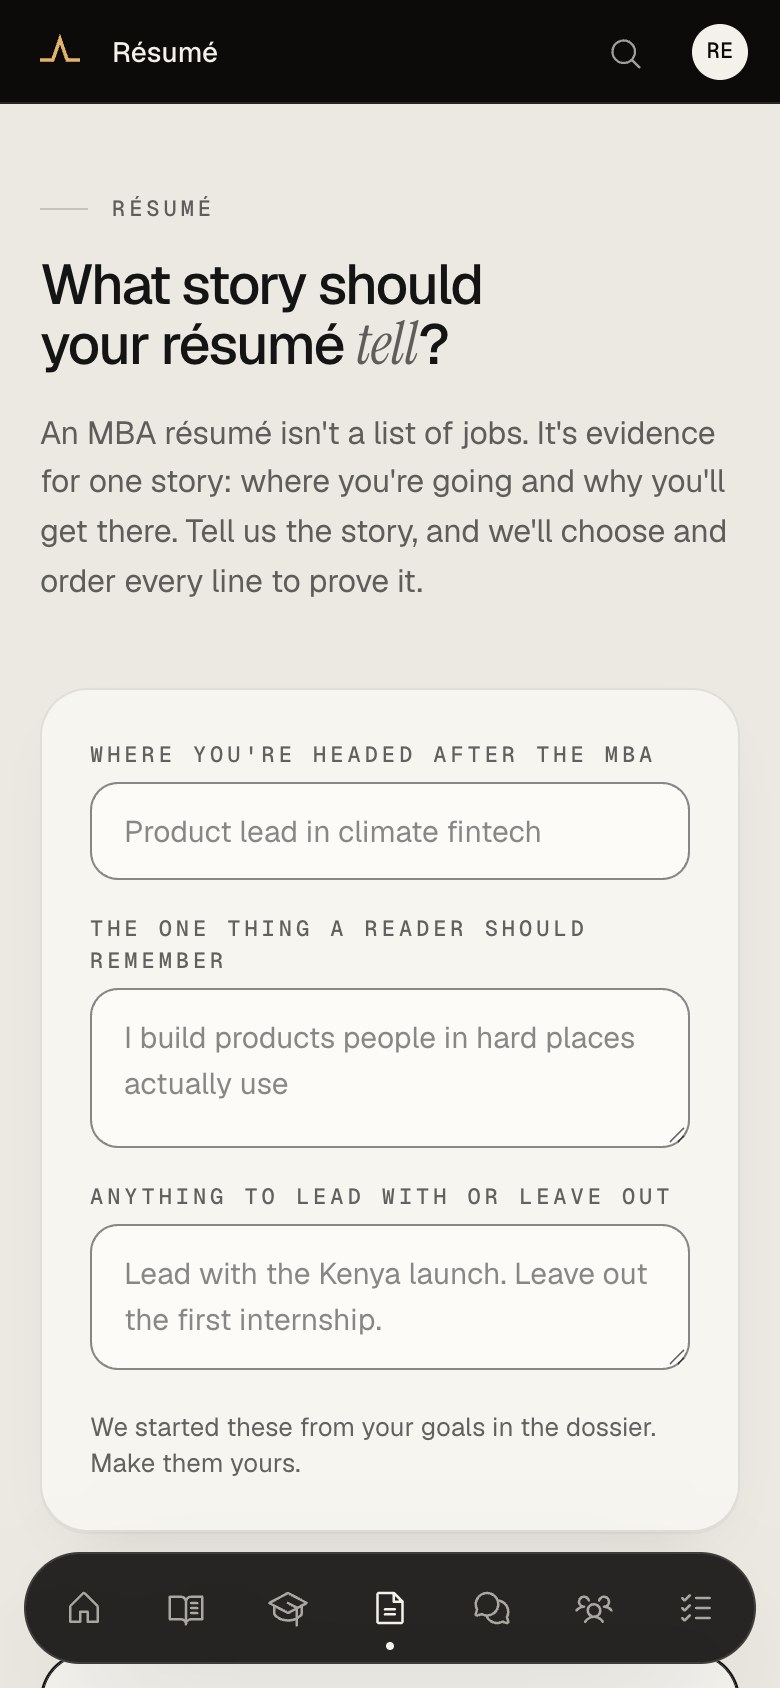 Résumé
RE
RÉSUMÉ
What story should
your résumé tell?
An MBA résumé isn't a list of jobs. It's evidence
for one story: where you're going and why you'll
get there. Tell us the story, and we'll choose and
order every line to prove it.
WHERE YOU'RE HEADED AFTER THE MBA
Product lead in climate fintech
THE ONE THING A READER SHOULD
REMEMBER
I build products people in hard places
actually use
ANYTHING TO LEAD WITH OR LEAVE OUT
Lead with the Kenya launch. Leave out
the first internship.
We started these from your goals in the dossier.
Make them yours.